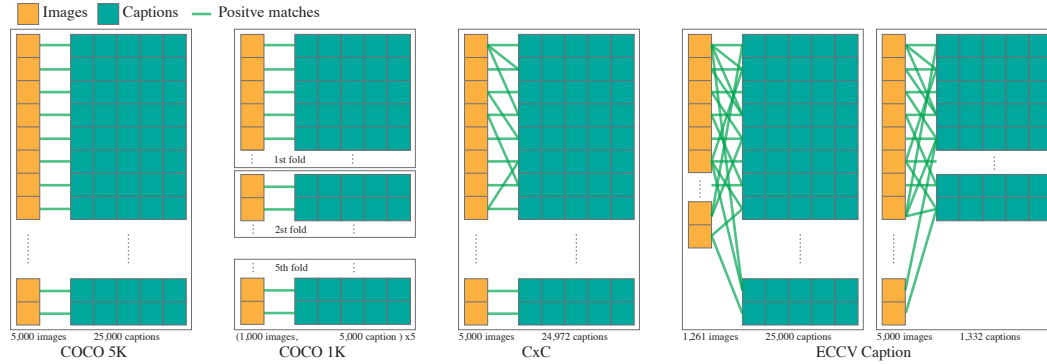 Images Captions Positve matches
1st fold
2st fold
5th fold
5,000 images 25,000 captions
(1,000 images, 5,000 caption ) x5
5,000 images 24,972 captions
1,261 images 25,000 captions
5,000 images 1,332 captions
COCO 5K COCO 1K CxC ECCV Caption